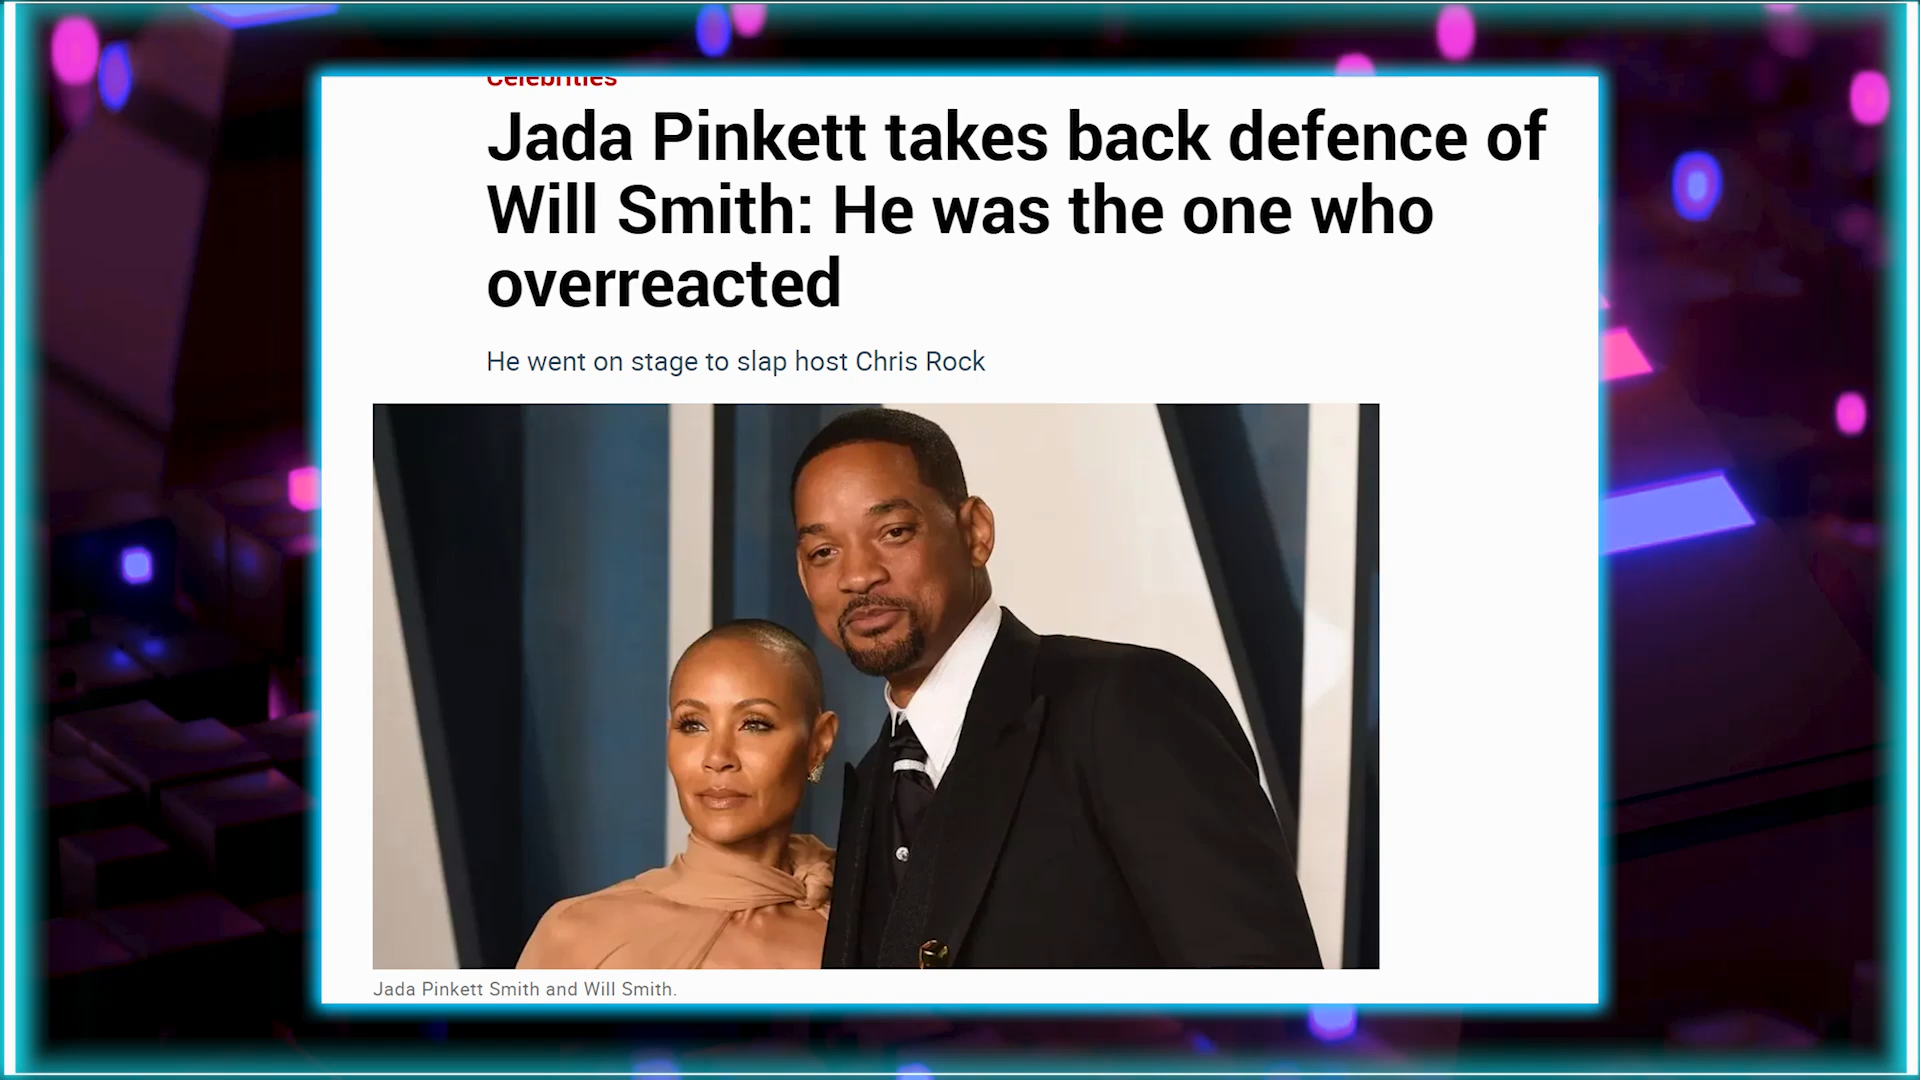 Celebrities
Jada Pinkett takes back defence of
Will Smith: He was the one who
overreacted
He went on stage to slap host Chris Rock
Jada Pinkett Smith and Will Smith.